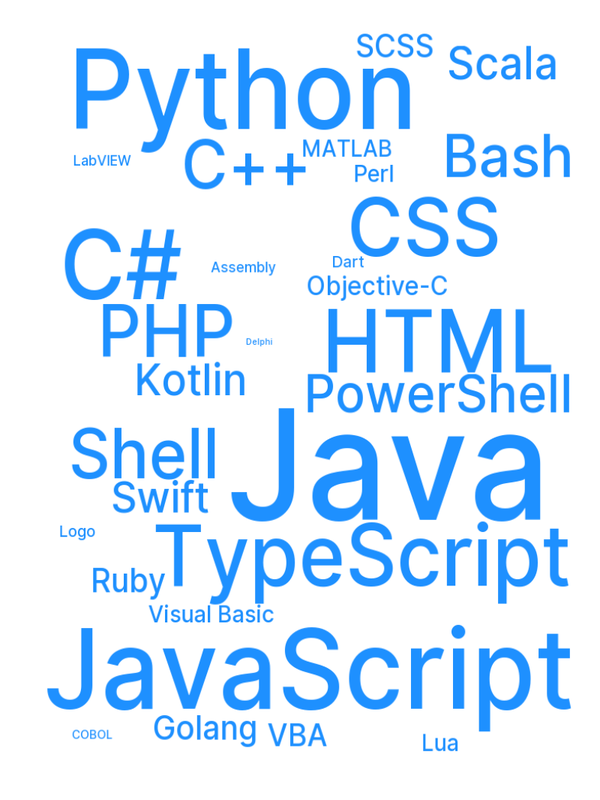 SCSS
Scala
Python
C++
MATLAB
Bash
LabVIEW
Perl
CSS
C#
Assembly
Dart
Objective-C
PHP
HTML
Delphi
Kotlin
PowerShell
Java
Shell
Swift
Logo
TypeScript
Ruby
Visual Basic
JavaScript
Golang
VBA
COBOL
Lua